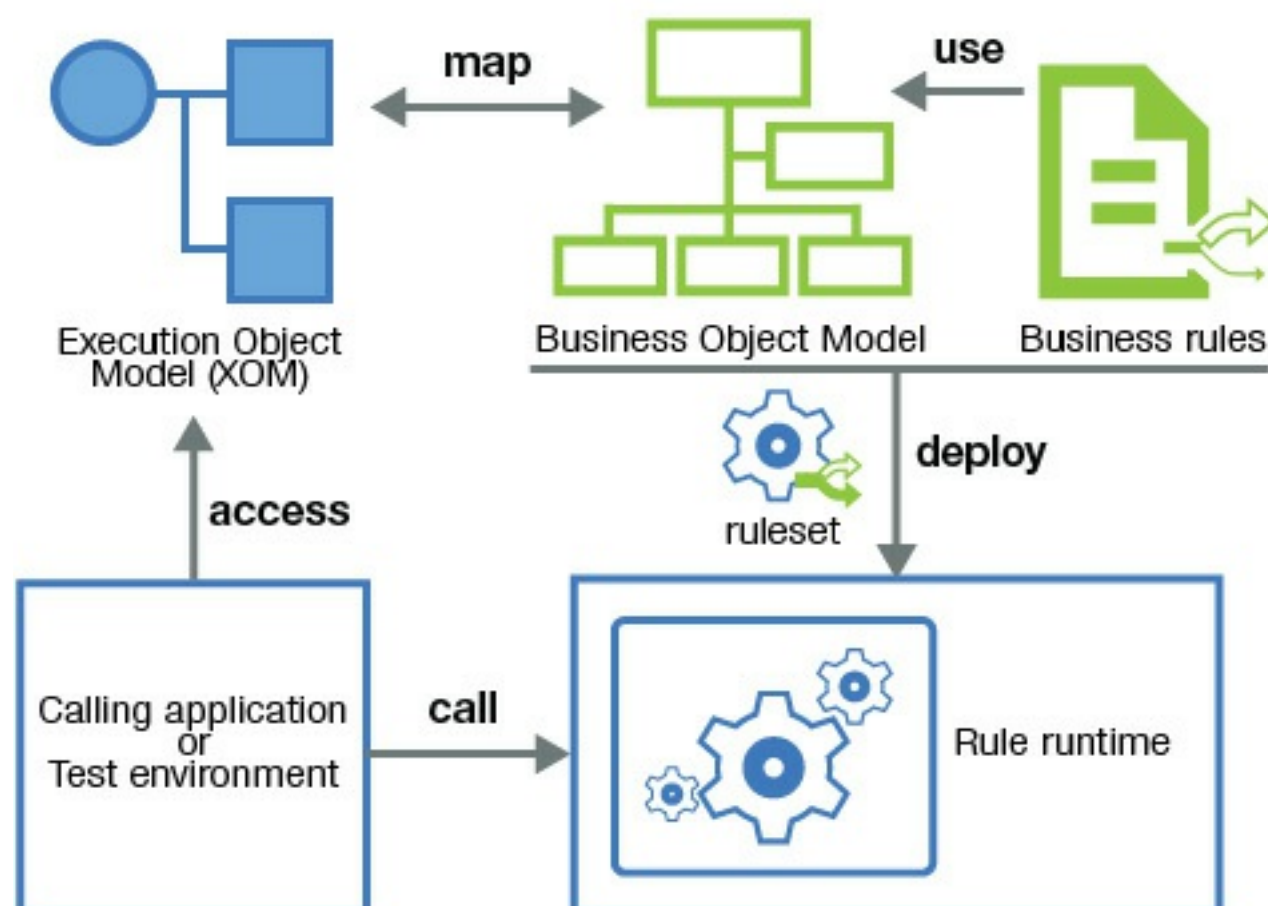 map
use
Execution Object
Model (XOM)
Business Object Model
Business rules
access
ruleset
deploy
Calling application
or
Test environment
call
Rule runtime